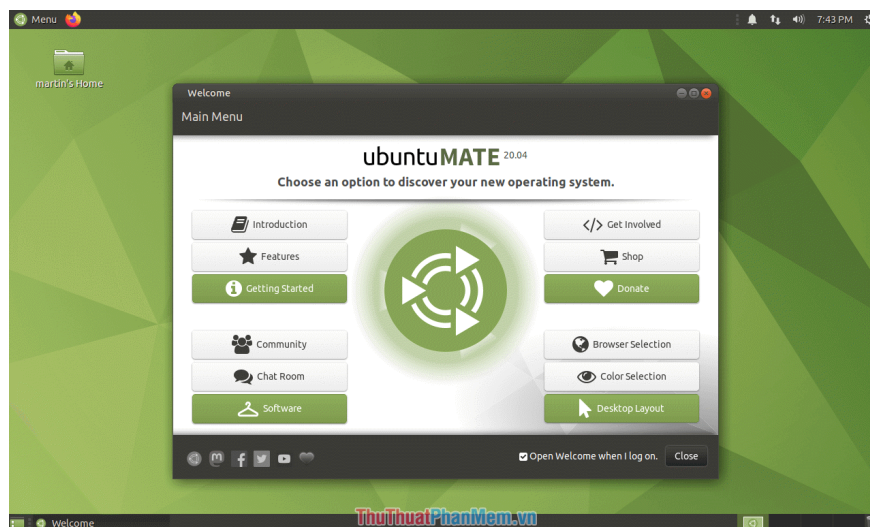 Menu
7:43 PM
martin's Home
Welcome
Main Menu
ubuntu MATE 20.04
Choose an option to discover your new operating system.
Introduction
Get Involved
Features
Shop
Getting Started
Donate
Community
Browser Selection
Chat Room
Color Selection
Software
Desktop Layout
Open Welcome when I log on.
Close
Welcome
ThuThuatPhanMem.vn